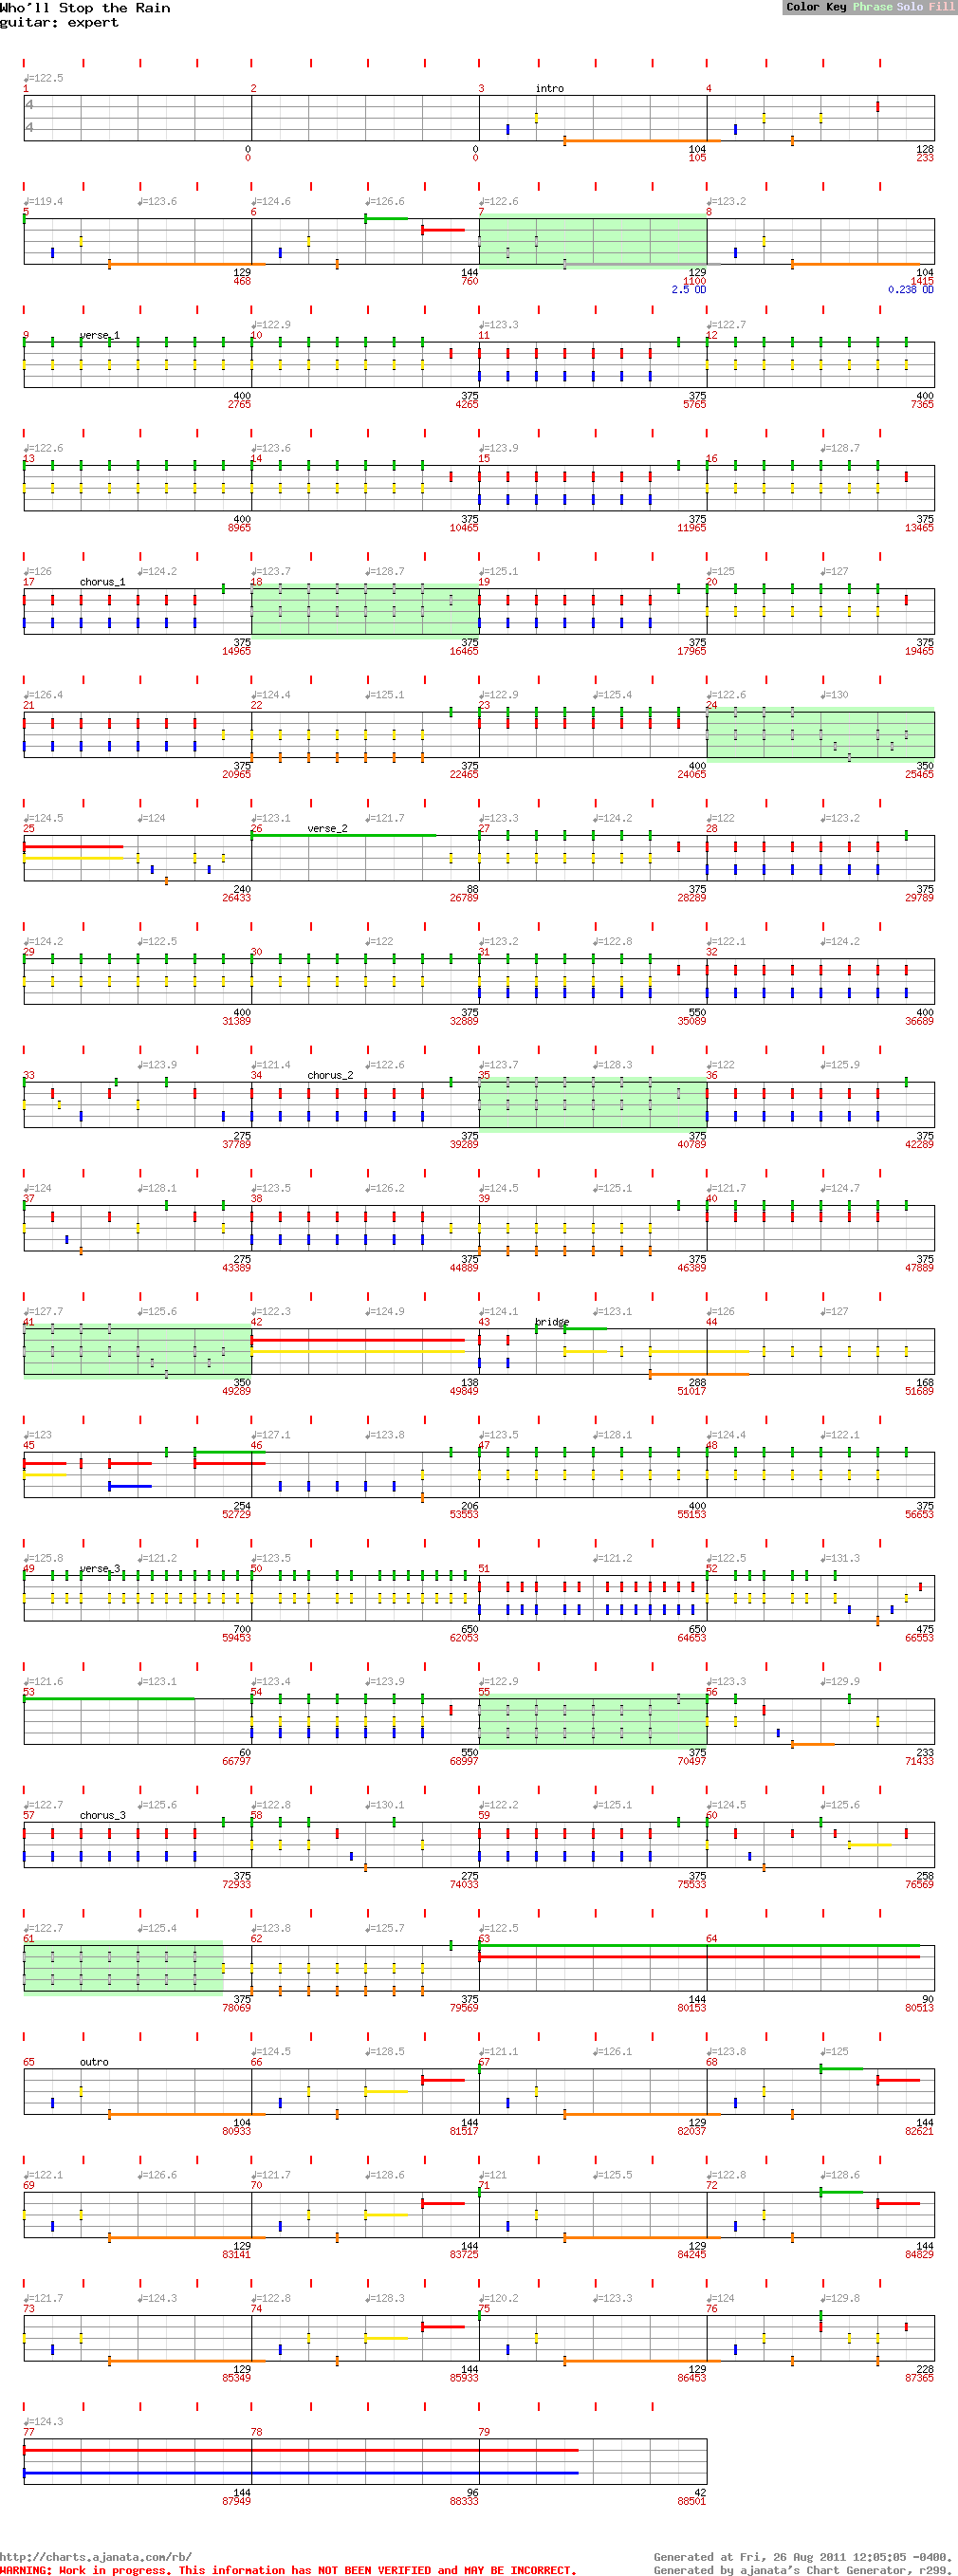 Who'll Stop the Rain
Color Key Phrase Solo Fill
guitar: expert
♩=122.5
1 2 3 intro 4
4
4
0 0 104 128
0 0 105 233
♩=119.4 ♩=123.6 ♩=124.6 ♩=126.6 ♩=122.6 ♩=123.2
5 6 7 8
129 144 129 104
468 760 1100 1415
2.5 OD 0.238 OD
♩=122.9 ♩=123.3 ♩=122.7
9 verse_1 10 11 12
400 375 375 400
2765 4265 5765 7365
♩=122.6 ♩=123.6 ♩=123.9 ♩=128.7
13 14 15 16
400 375 375 375
8965 10465 11965 13465
♩=126 ♩=124.2 ♩=123.7 ♩=128.7 ♩=125.1 ♩=125 ♩=127
17 chorus_1 18 19 20
375 375 375 375
14965 16465 17965 19465
♩=126.4 ♩=124.4 ♩=125.1 ♩=122.9 ♩=125.4 ♩=122.6 ♩=130
21 22 23 24
375 375 400 350
20965 22465 24065 25465
♩=124.5 ♩=124 ♩=123.1 ♩=121.7 ♩=123.3 ♩=124.2 ♩=122 ♩=123.2
25 26 verse_2 27 28
240 88 375 375
26433 26789 28289 29789
♩=124.2 ♩=122.5 ♩=122 ♩=123.2 ♩=122.8 ♩=122.1 ♩=124.2
29 30 31 32
400 375 550 400
31389 32889 35089 36689
♩=123.9 ♩=121.4 ♩=122.6 ♩=123.7 ♩=128.3 ♩=122 ♩=125.9
33 34 chorus_2 35 36
275 375 375 375
37789 39289 40789 42289
♩=124 ♩=128.1 ♩=123.5 ♩=126.2 ♩=124.5 ♩=125.1 ♩=121.7 ♩=124.7
37 38 39 40
275 375 375 375
43389 44889 46389 47889
♩=127.7 ♩=125.6 ♩=122.3 ♩=124.9 ♩=124.1 ♩=123.1 ♩=126 ♩=127
41 42 43 bridge 44
350 138 288 168
49289 49849 51017 51689
♩=123 ♩=127.1 ♩=123.8 ♩=123.5 ♩=128.1 ♩=124.4 ♩=122.1
45 46 47 48
254 206 400 375
52729 53553 55153 56653
♩=125.8 ♩=121.2 ♩=123.5 ♩=121.2 ♩=122.5 ♩=131.3
49 verse_3 50 51 52
700 650 650 475
59453 62053 64653 66553
♩=121.6 ♩=123.1 ♩=123.4 ♩=123.9 ♩=122.9 ♩=123.3 ♩=129.9
53 54 55 56
60 550 375 233
66797 68997 70497 71433
♩=122.7 ♩=125.6 ♩=122.8 ♩=130.1 ♩=122.2 ♩=125.1 ♩=124.5 ♩=125.6
57 chorus_3 58 59 60
375 275 375 258
72933 74033 75533 76569
♩=122.7 ♩=125.4 ♩=123.8 ♩=125.7 ♩=122.5
61 62 63 64
375 375 144 90
78069 79569 80153 80513
♩=124.5 ♩=128.5 ♩=121.1 ♩=126.1 ♩=123.8 ♩=125
65 outro 66 67 68
104 144 129 144
80933 81517 82037 82621
♩=122.1 ♩=126.6 ♩=121.7 ♩=128.6 ♩=121 ♩=125.5 ♩=122.8 ♩=128.6
69 70 71 72
129 144 129 144
83141 83725 84245 84829
♩=121.7 ♩=124.3 ♩=122.8 ♩=128.3 ♩=120.2 ♩=123.3 ♩=124 ♩=129.8
73 74 75 76
129 144 129 228
85349 85933 86453 87365
♩=124.3
77 78 79
144 96 42
87949 88333 88501
http://charts.ajanata.com/rb/ Generated at Fri, 26 Aug 2011 12:05:05 -0400.
WARNING: Work in progress. This information has NOT BEEN VERIFIED and MAY BE INCORRECT. Generated by ajanata's Chart Generator, r299.